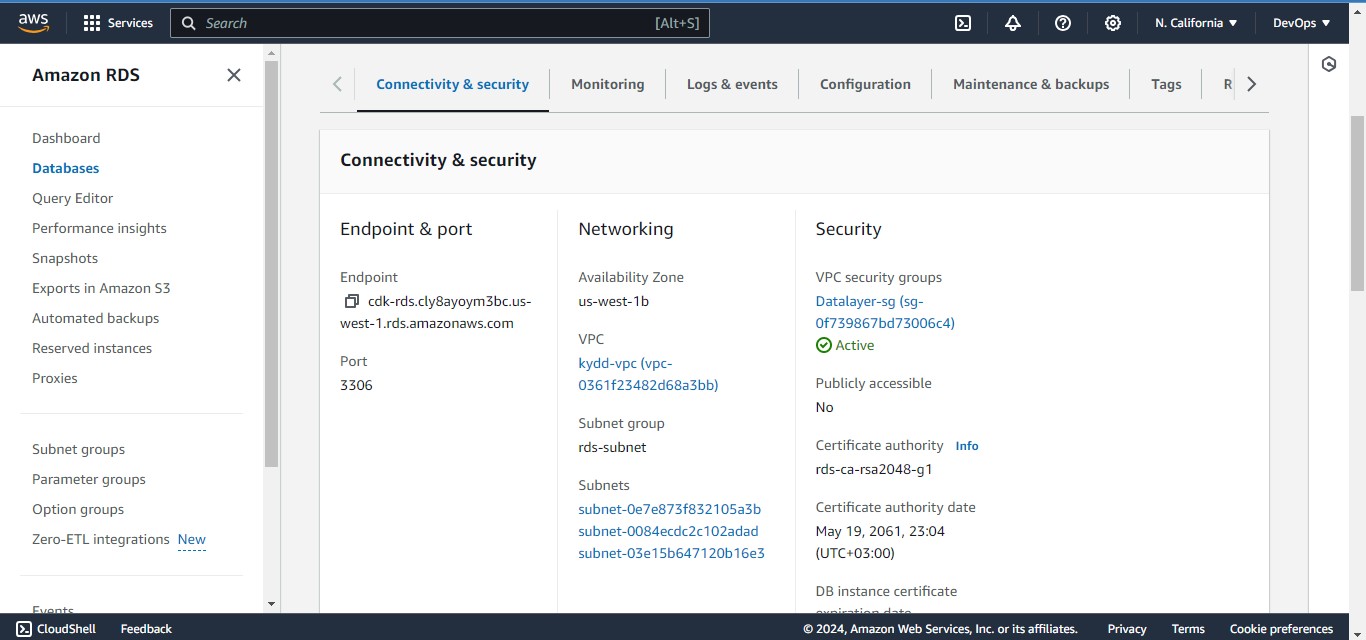 aws
Services
Search
[Alt+S]
N. California
DevOps
Amazon RDS
Dashboard
Databases
Query Editor
Performance insights
Snapshots
Exports in Amazon S3
Automated backups
Reserved instances
Proxies
Subnet groups
Parameter groups
Option groups
Zero-ETL integrations New
Events
Connectivity & security
Monitoring
Logs & events
Configuration
Maintenance & backups
Tags
R
Connectivity & security
Endpoint & port
Endpoint
cdk-rds.cly8ayoym3bc.us-
west-1.rds.amazonaws.com
Port
3306
Networking
Availability Zone
us-west-1b
VPC
kydd-vpc (vpc-
0361f23482d68a3bb)
Subnet group
rds-subnet
Subnets
subnet-0e7e873f832105a3b
subnet-0084ecdc2c102adad
subnet-03e15b647120b16e3
Security
VPC security groups
Datalayer-sg (sg-
0f739867bd73006c4)
Active
Publicly accessible
No
Certificate authority Info
rds-ca-rsa2048-g1
Certificate authority date
May 19, 2061, 23:04
(UTC+03:00)
DB instance certificate
expiration date
CloudShell
Feedback
© 2024, Amazon Web Services, Inc. or its affiliates.
Privacy
Terms
Cookie preferences